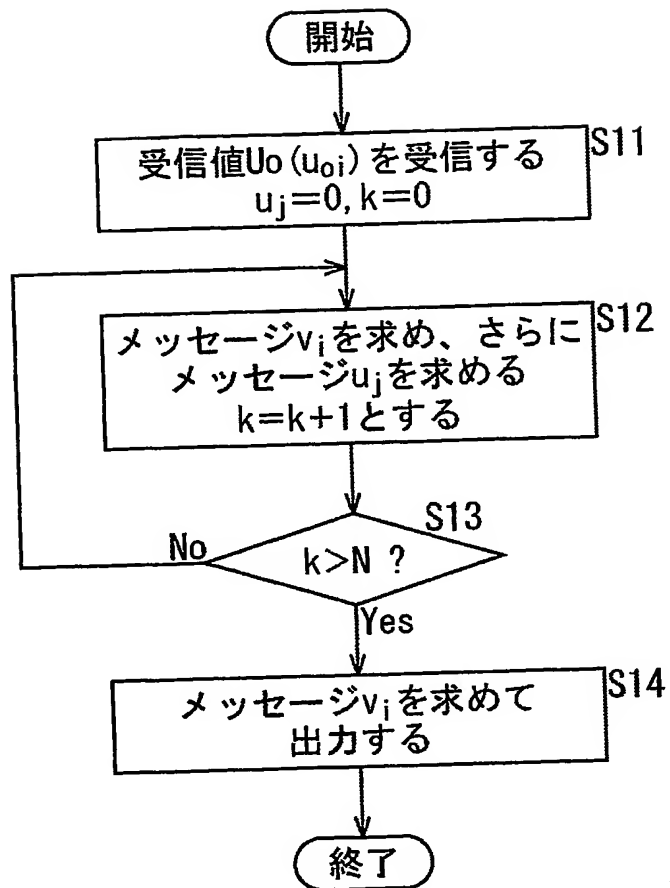 開始
受信値Uo(u₀ᵢ)を受信する
uⱼ=0,k=0
S11
メッセージvᵢを求め、さらに
メッセージuⱼを求める
k=k+1とする
S12
S13
k>N ?
No
Yes
メッセージvᵢを求めて
出力する
S14
終了